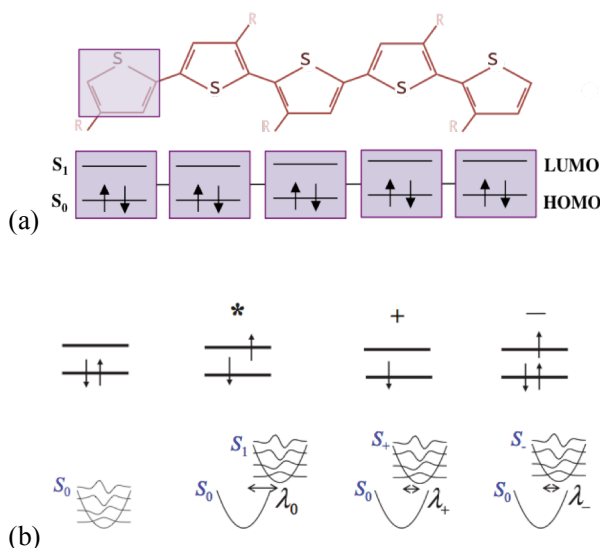 R R
S S S S S
R R R
S₁ LUMO
S₀ HOMO
(a)
* + −
S₀ S₁ S₊ S₋
S₀ λ₀ S₀ λ₊ S₀ λ₋
(b)